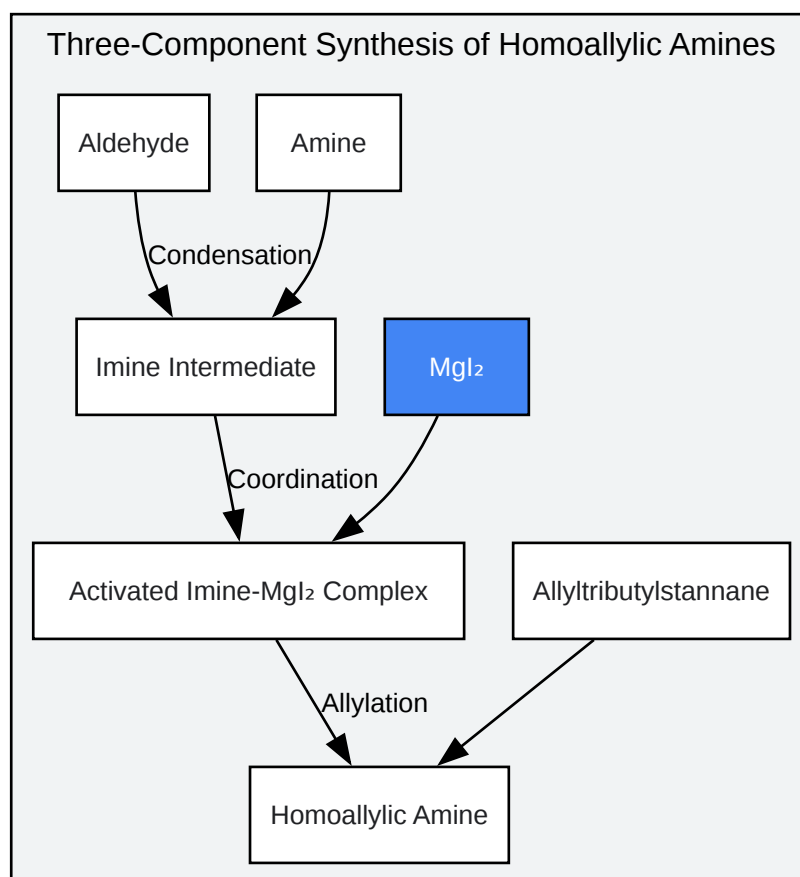 Three-Component Synthesis of Homoallylic Amines
Aldehyde
Amine
Condensation
Imine Intermediate
MgI₂
Coordination
Activated Imine-MgI₂ Complex
Allyltributylstannane
Allylation
Homoallylic Amine